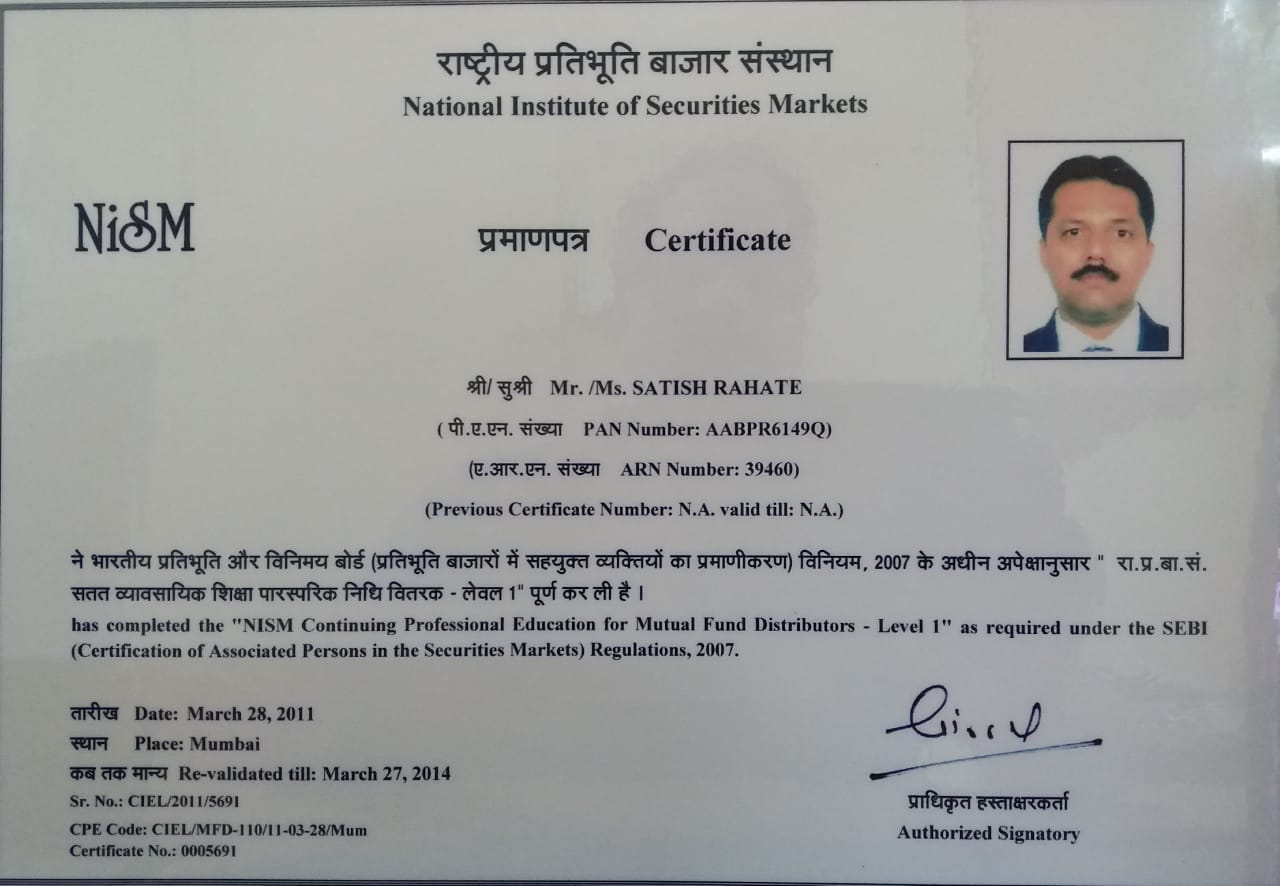 राष्ट्रीय प्रतिभूति बाजार संस्थान
National Institute of Securities Markets
NiSM
प्रमाणपत्र Certificate
श्री/ सुश्री Mr. /Ms. SATISH RAHATE
( पी.ए.एन. संख्या PAN Number: AABPR6149Q)
(ए.आर.एन. संख्या ARN Number: 39460)
(Previous Certificate Number: N.A. valid till: N.A.)
ने भारतीय प्रतिभूति और विनिमय बोर्ड (प्रतिभूति बाजारों में सहयुक्त व्यक्तियों का प्रमाणीकरण) विनियम, 2007 के अधीन अपेक्षानुसार " रा.प्र.बा.सं.
सतत व्यावसायिक शिक्षा पारस्परिक निधि वितरक - लेवल 1" पूर्ण कर ली है ।
has completed the "NISM Continuing Professional Education for Mutual Fund Distributors - Level 1" as required under the SEBI
(Certification of Associated Persons in the Securities Markets) Regulations, 2007.
तारीख Date: March 28, 2011
स्थान Place: Mumbai
कब तक मान्य Re-validated till: March 27, 2014
Sr. No.: CIEL/2011/5691
CPE Code: CIEL/MFD-110/11-03-28/Mum
Certificate No.: 0005691
प्राधिकृत हस्ताक्षरकर्ता
Authorized Signatory